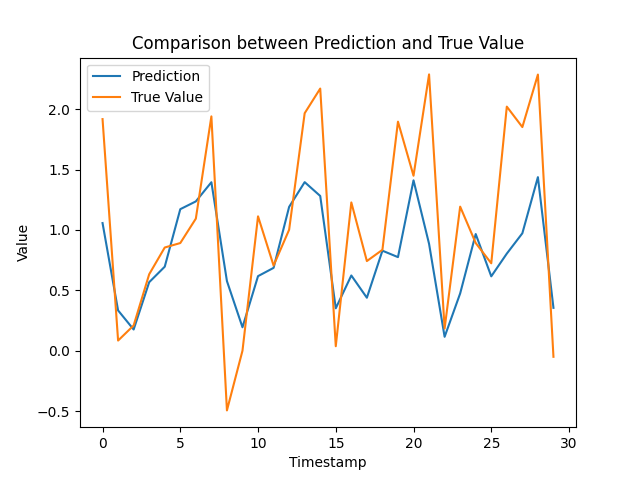 Comparison between Prediction and True Value
Prediction
True Value
2.0
1.5
1.0
0.5
0.0
−0.5
Value
0 5 10 15 20 25 30
Timestamp